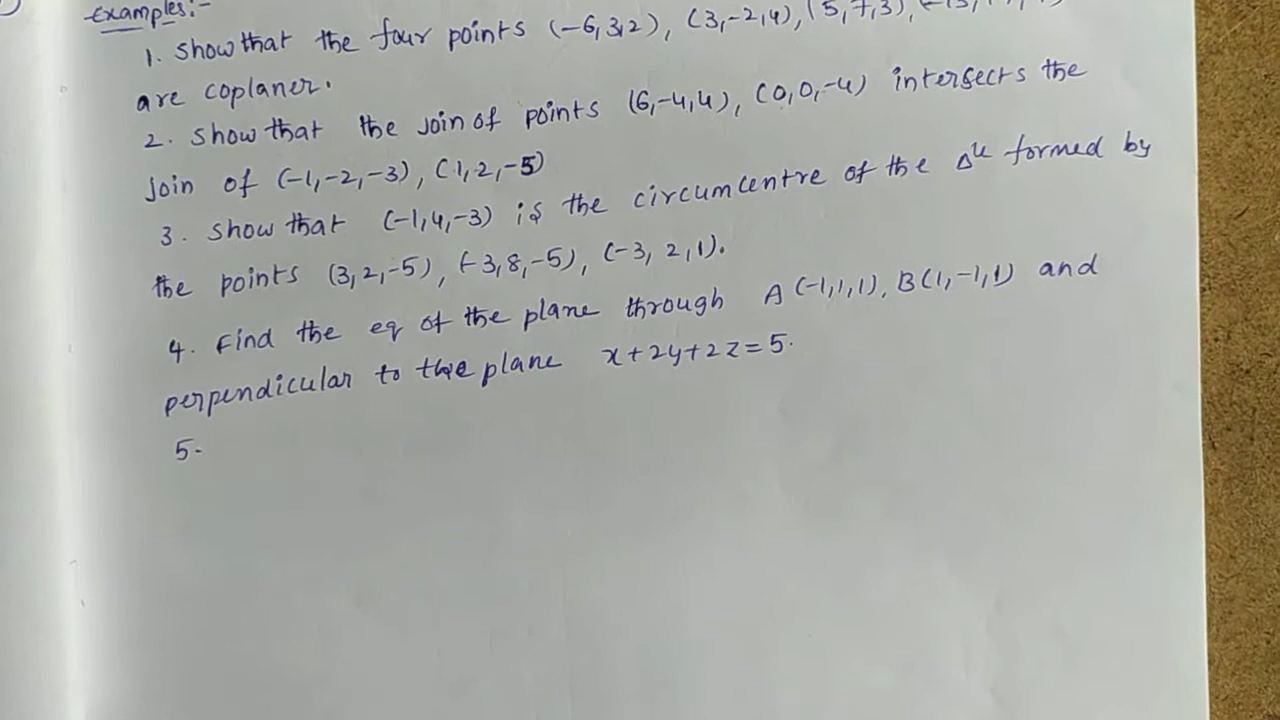 Examples:-
1. Show that the four points (-6,3,2), (3,-2,4), (5,7,3),
are coplaner.
2. Show that the join of points (6,-4,4), (0,0,-4) intersects the
join of (-1,-2,-3), (1,2,-5)
3. Show that (-1,4,-3) is the circumcentre of the Δle formed by
the points (3,2,-5), (-3,8,-5), (-3, 2,1).
4. Find the eq of the plane through A(-1,1,1), B(1,-1,1) and
perpendicular to the plane x+2y+2z=5.
5.